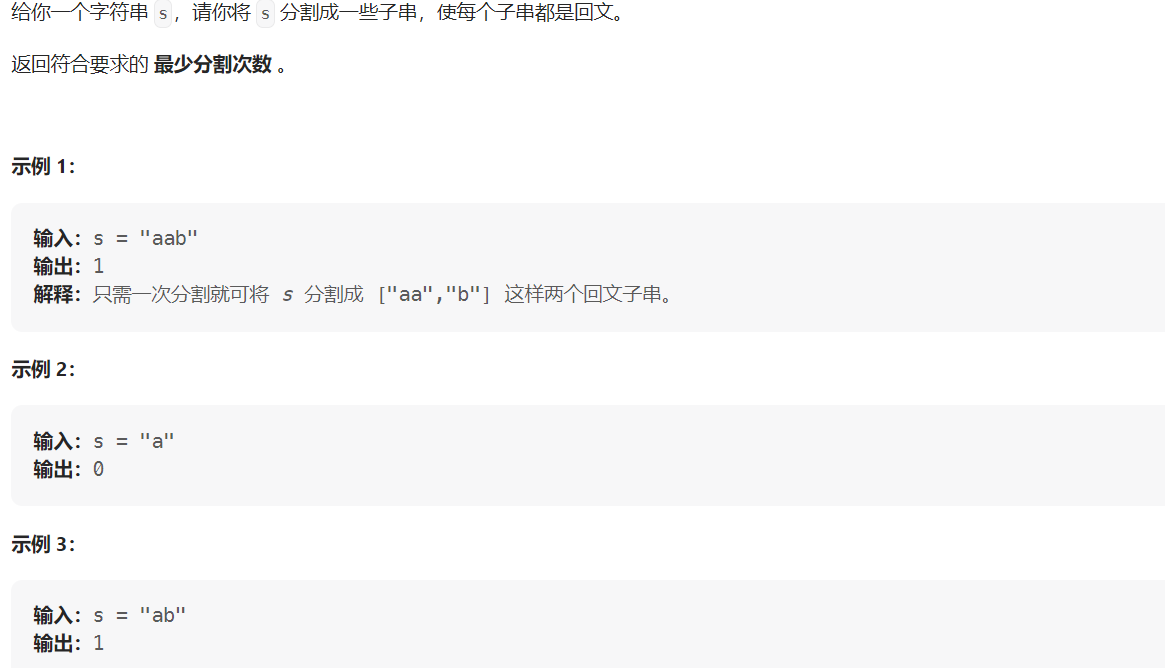 给你一个字符串 s，请你将 s 分割成一些子串，使每个子串都是回文。
返回符合要求的 最少分割次数 。
示例 1：
输入：s = "aab"
输出：1
解释：只需一次分割就可将 s 分割成 ["aa","b"] 这样两个回文子串。
示例 2：
输入：s = "a"
输出：0
示例 3：
输入：s = "ab"
输出：1